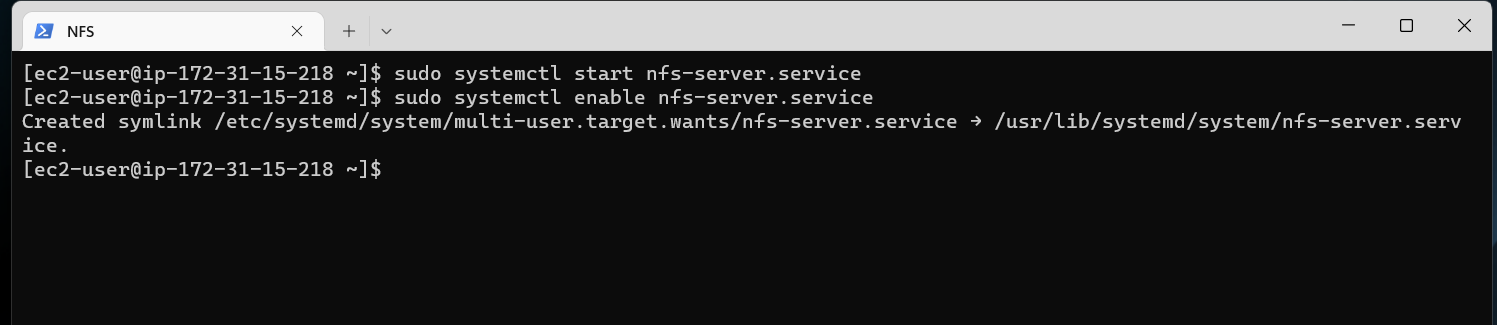 NFS
[ec2-user@ip-172-31-15-218 ~]$ sudo systemctl start nfs-server.service
[ec2-user@ip-172-31-15-218 ~]$ sudo systemctl enable nfs-server.service
Created symlink /etc/systemd/system/multi-user.target.wants/nfs-server.service → /usr/lib/systemd/system/nfs-server.serv
ice.
[ec2-user@ip-172-31-15-218 ~]$